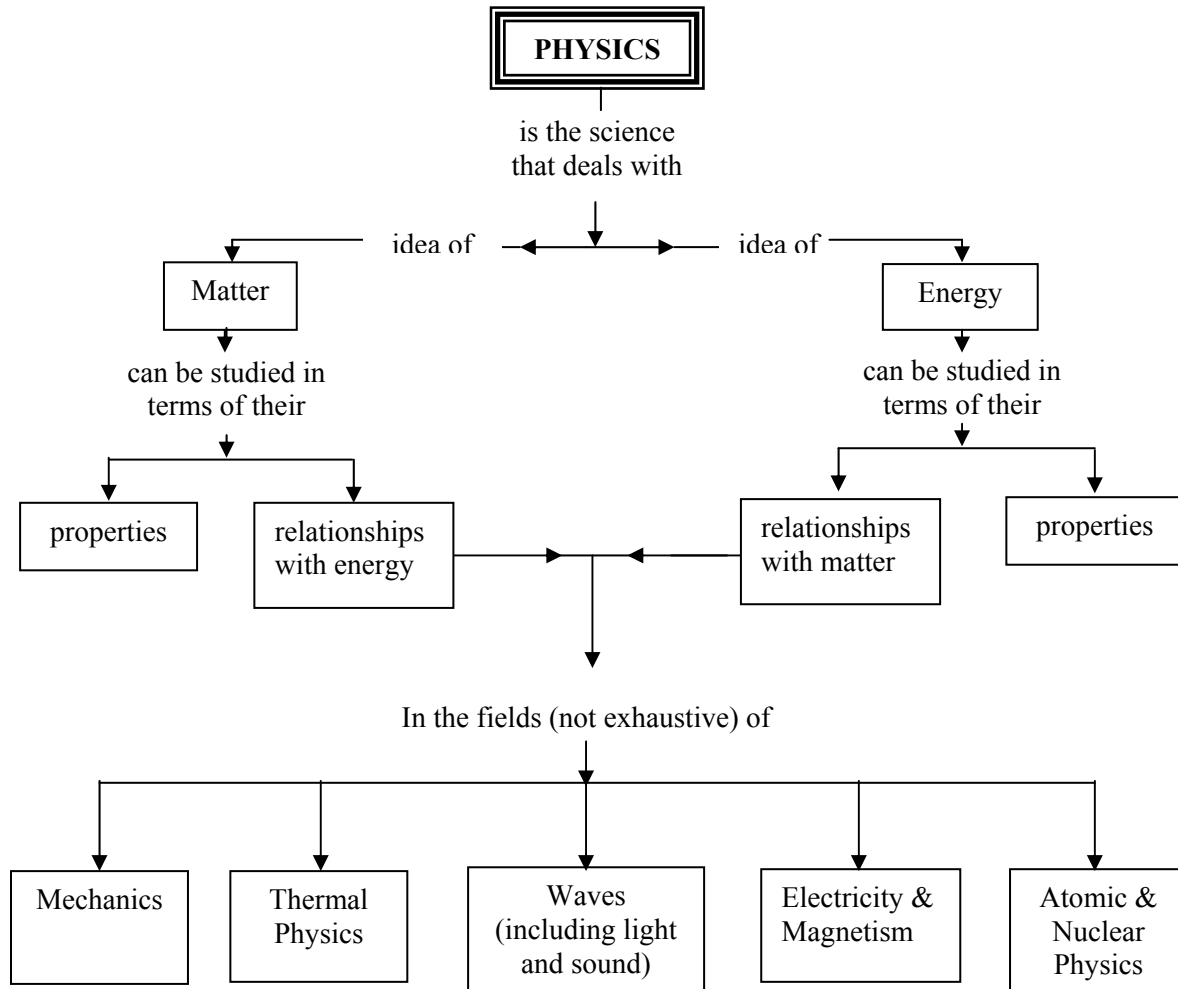 PHYSICS
is the science
that deals with
idea of
idea of
Matter
Energy
can be studied in
terms of their
can be studied in
terms of their
properties
relationships
with energy
relationships
with matter
properties
In the fields (not exhaustive) of
Mechanics
Thermal
Physics
Waves
(including light
and sound)
Electricity &
Magnetism
Atomic &
Nuclear
Physics